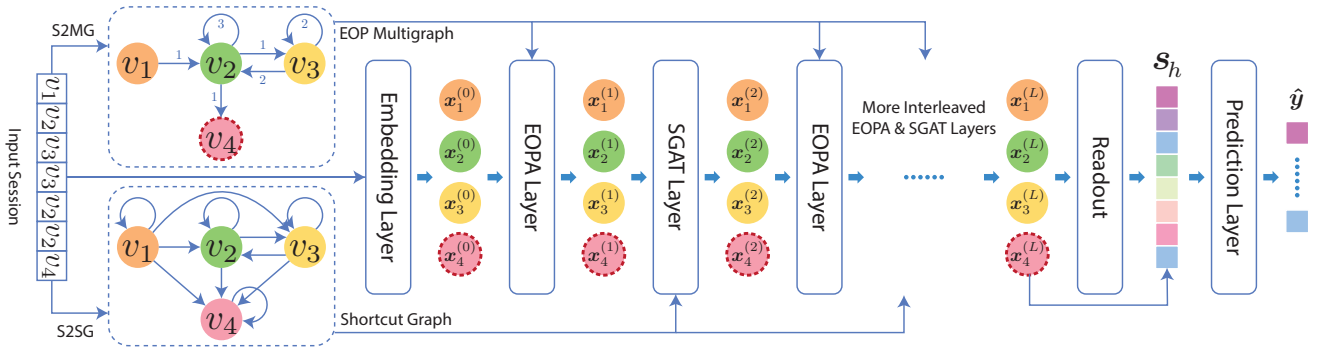 S2MG
EOP Multigraph
v1
v2
v3
v4
1
3
1
2
2
1
Input Session
v1 v2 v3 v3 v2 v2 v4
S2SG
Shortcut Graph
v1
v2
v3
v4
Embedding Layer
x1^(0)
x2^(0)
x3^(0)
x4^(0)
EOPA Layer
x1^(1)
x2^(1)
x3^(1)
x4^(1)
SGAT Layer
x1^(2)
x2^(2)
x3^(2)
x4^(2)
EOPA Layer
More Interleaved
EOPA & SGAT Layers
......
x1^(L)
x2^(L)
x3^(L)
x4^(L)
Readout
s_h
Prediction Layer
ŷ